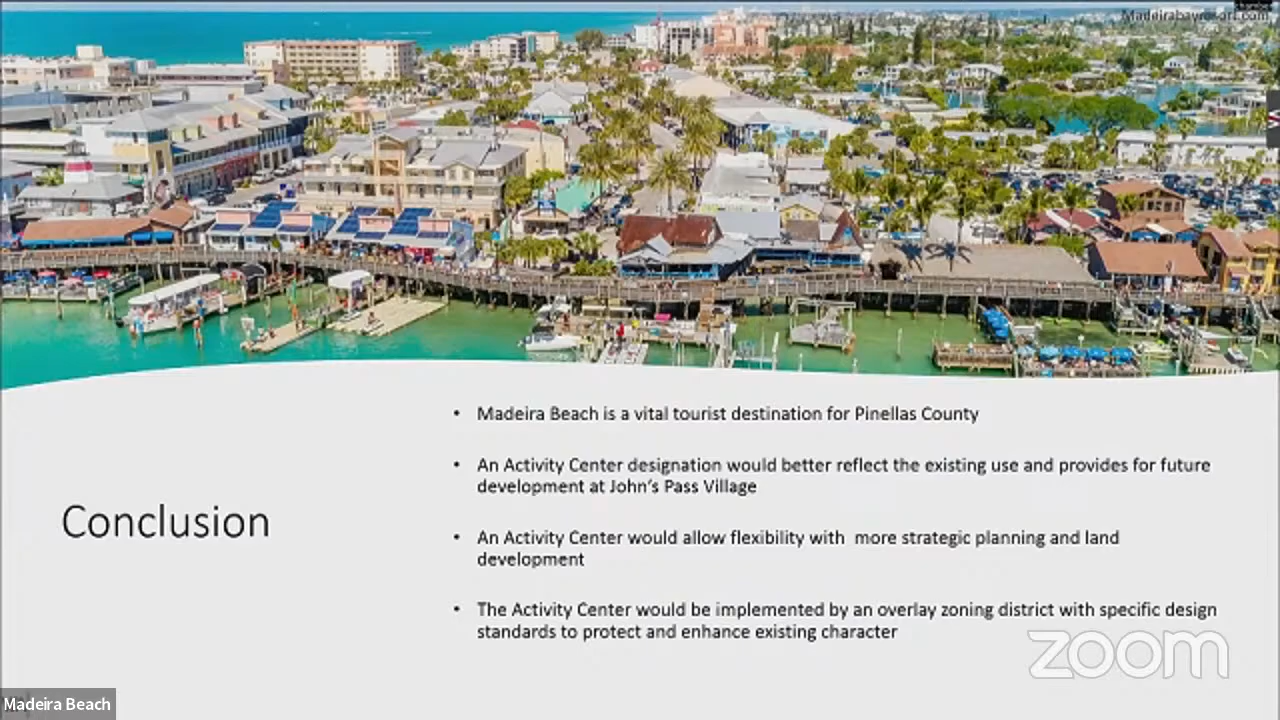 Madeirabayresort.com
• Madeira Beach is a vital tourist destination for Pinellas County
• An Activity Center designation would better reflect the existing use and provides for future
development at John's Pass Village
Conclusion
• An Activity Center would allow flexibility with  more strategic planning and land
development
• The Activity Center would be implemented by an overlay zoning district with specific design
standards to protect and enhance existing character
zoom
Madeira Beach